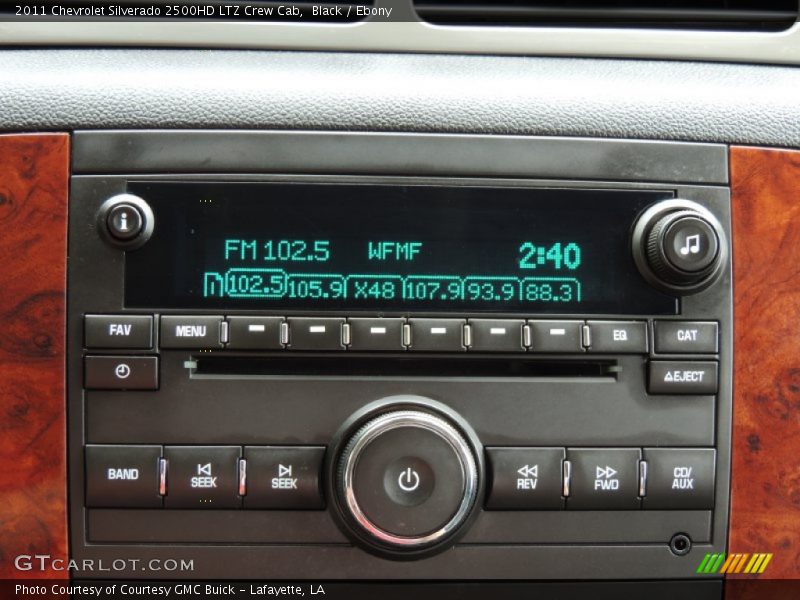 2011 Chevrolet Silverado 2500HD LTZ Crew Cab, Black / Ebony
i
FM 102.5 WFMF 2:40
102.5 105.9 X48 107.9 93.9 88.3
FAV MENU EQ CAT
EJECT
BAND SEEK SEEK REV FWD CD/AUX
GTCARLOT.COM
Photo Courtesy of Courtesy GMC Buick - Lafayette, LA